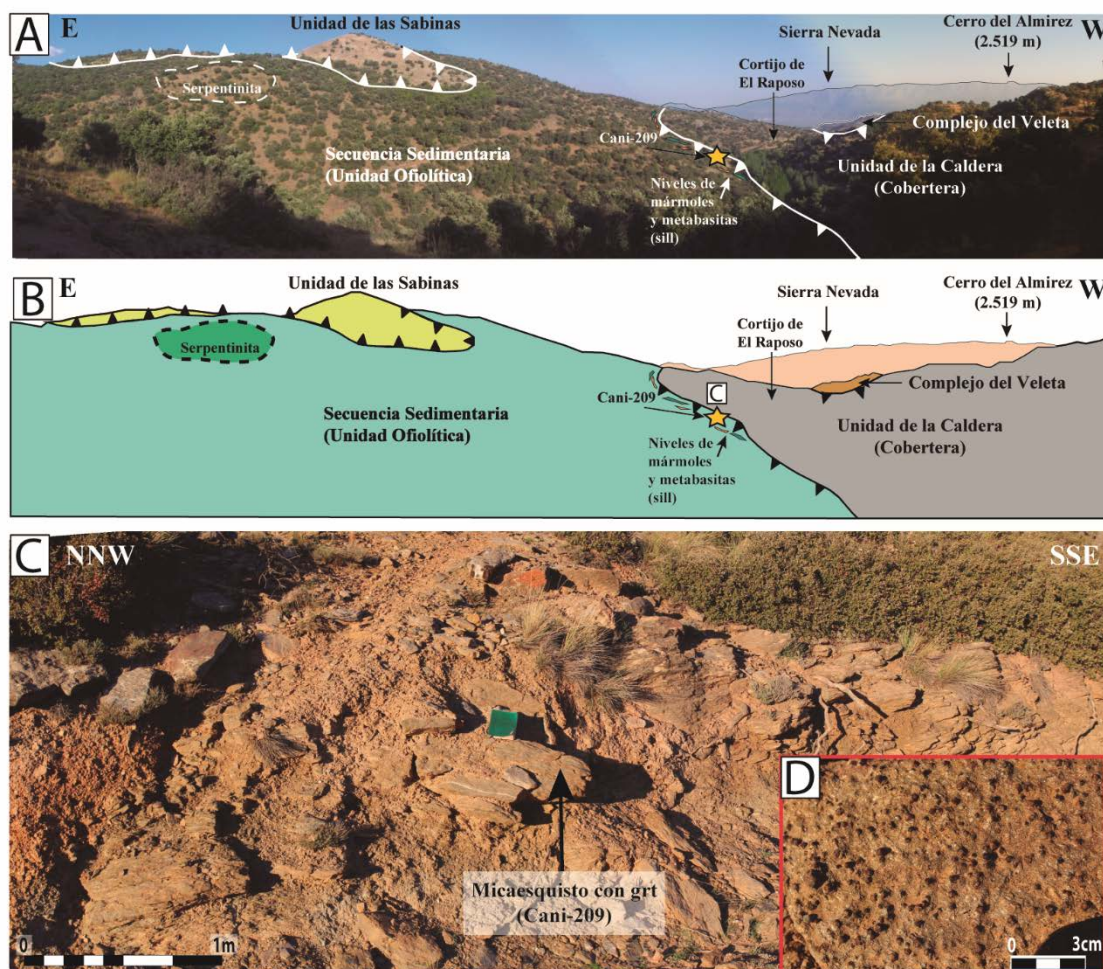 A
E
Unidad de las Sabinas
Serpentinita
Secuencia Sedimentaria
(Unidad Ofiolítica)
Cani-209
Niveles de
mármoles
y metabasitas
(sill)
Cortijo de
El Raposo
Sierra Nevada
Cerro del Almirez
(2.519 m)
W
Complejo del Veleta
Unidad de la Caldera
(Cobertera)
B
E
Unidad de las Sabinas
Serpentinita
Secuencia Sedimentaria
(Unidad Ofiolítica)
Cani-209
C
Niveles de
mármoles
y metabasitas
(sill)
Cortijo de
El Raposo
Sierra Nevada
Cerro del Almirez
(2.519 m)
W
Complejo del Veleta
Unidad de la Caldera
(Cobertera)
C
NNW
SSE
Micaesquisto con grt
(Cani-209)
0
1m
D
0
3cm